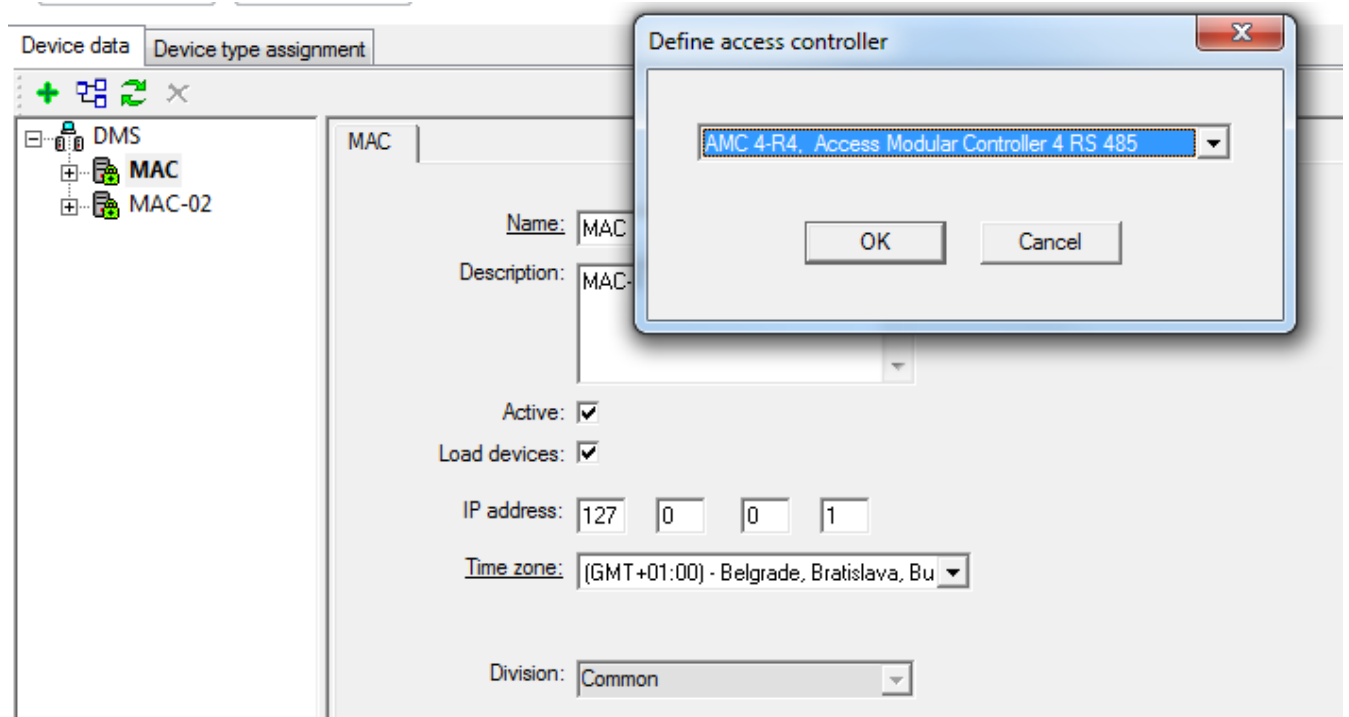 Device data
Device type assignment
Define access controller
AMC 4-R4, Access Modular Controller 4 RS 485
OK
Cancel
DMS
MAC
MAC-02
MAC
Name:
MAC
Description:
MAC-
Active:
Load devices:
IP address:
127
0
0
1
Time zone:
(GMT+01:00) - Belgrade, Bratislava, Bu
Division:
Common